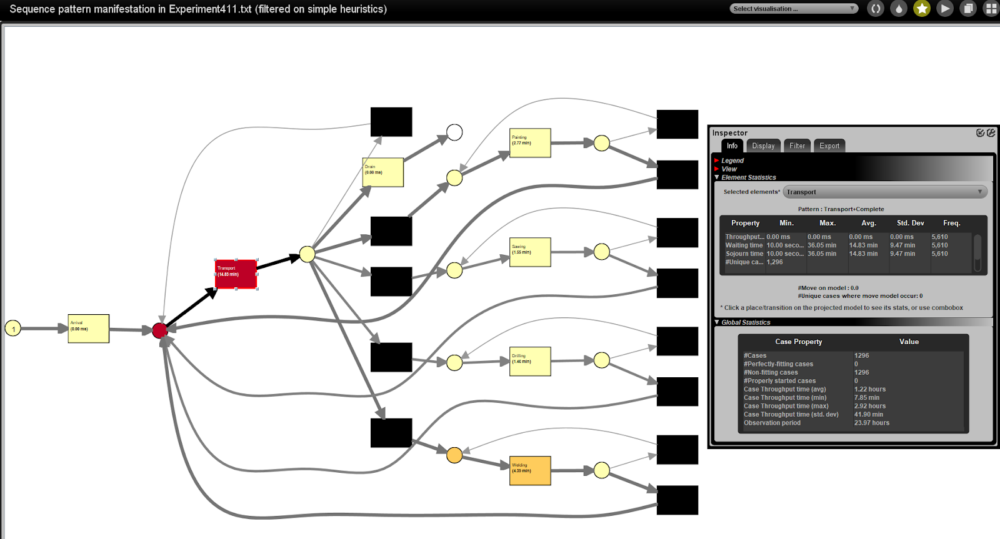 Sequence pattern manifestation in Experiment411.txt (filtered on simple heuristics)
Select visualisation ...
Painting
(2.77 min)
Drain
(0.00 ms)
Sawing
(1.55 min)
Transport
(14.83 min)
1
Arrival
(0.00 ms)
Drilling
(1.46 min)
Welding
(4.39 min)
Inspector
Info Display Filter Export
Legend
View
Element Statistics
Selected elements* Transport
Pattern : Transport+Complete
Property Min. Max. Avg. Std. Dev Freq.
Throughput... 0.00 ms 0.00 ms 0.00 ms 0.00 ms 5,610
Waiting time 10.00 seco... 36.05 min 14.83 min 9.47 min 5,610
Sojourn time 10.00 seco... 36.05 min 14.83 min 9.47 min 5,610
#Unique ca... 1,296
#Move on model : 0.0
#Unique cases where move model occur: 0
* Click a place/transition on the projected model to see its stats, or use combobox
Global Statistics
Case Property Value
#Cases 1296
#Perfectly-fitting cases 0
#Non-fitting cases 1296
#Properly started cases 0
Case Throughput time (avg) 1.22 hours
Case Throughput time (min) 7.85 min
Case Throughput time (max) 2.92 hours
Case Throughput time (std. dev) 41.90 min
Observation period 23.97 hours